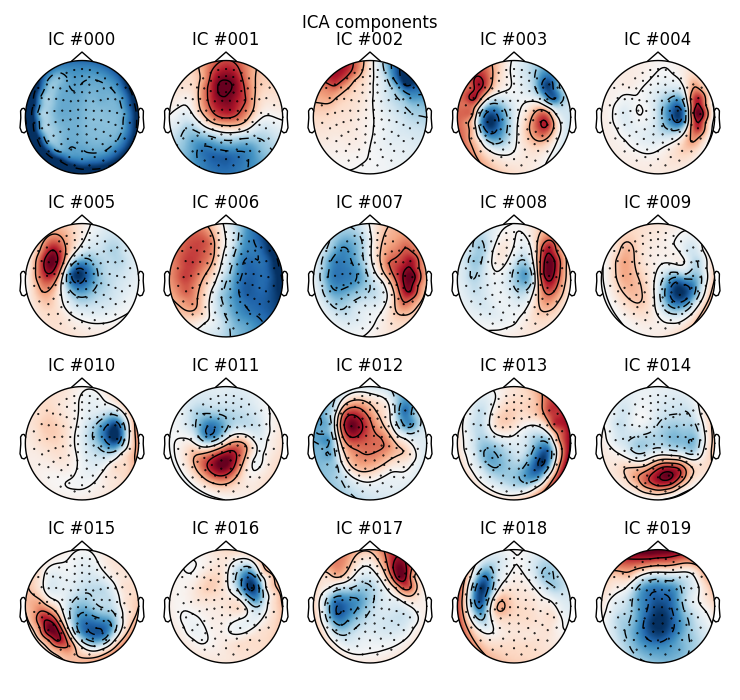 ICA components
IC #000 IC #001 IC #002 IC #003 IC #004
IC #005 IC #006 IC #007 IC #008 IC #009
IC #010 IC #011 IC #012 IC #013 IC #014
IC #015 IC #016 IC #017 IC #018 IC #019